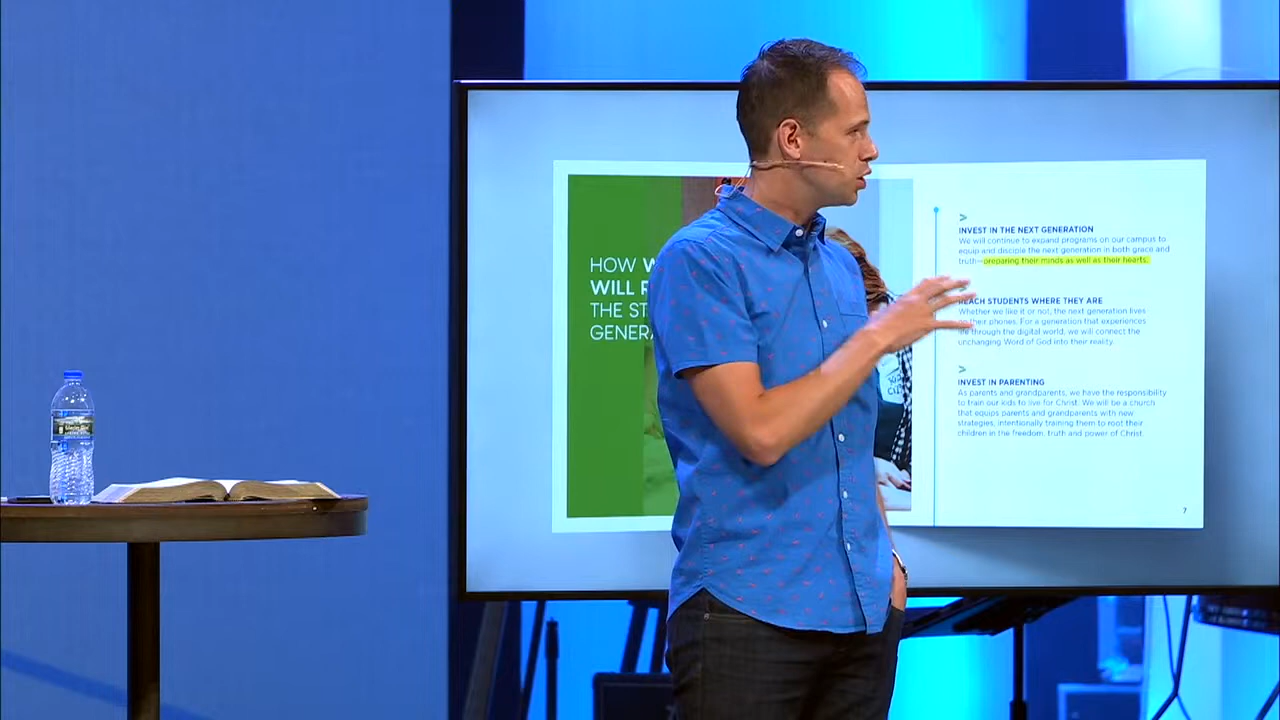 HOW W
WILL R
THE ST
GENERA
>
INVEST IN THE NEXT GENERATION
We will continue to expand programs on our campus to
equip and disciple the next generation in both grace and
truth—preparing their minds as well as their hearts.
REACH STUDENTS WHERE THEY ARE
Whether we like it or not, the next generation lives
on their phones. For a generation that experiences
life through the digital world, we will connect the
unchanging Word of God into their reality.
>
INVEST IN PARENTING
As parents and grandparents, we have the responsibility
to train our kids to live for Christ. We will be a church
that equips parents and grandparents with new
strategies, intentionally training them to root their
children in the freedom, truth and power of Christ.
7